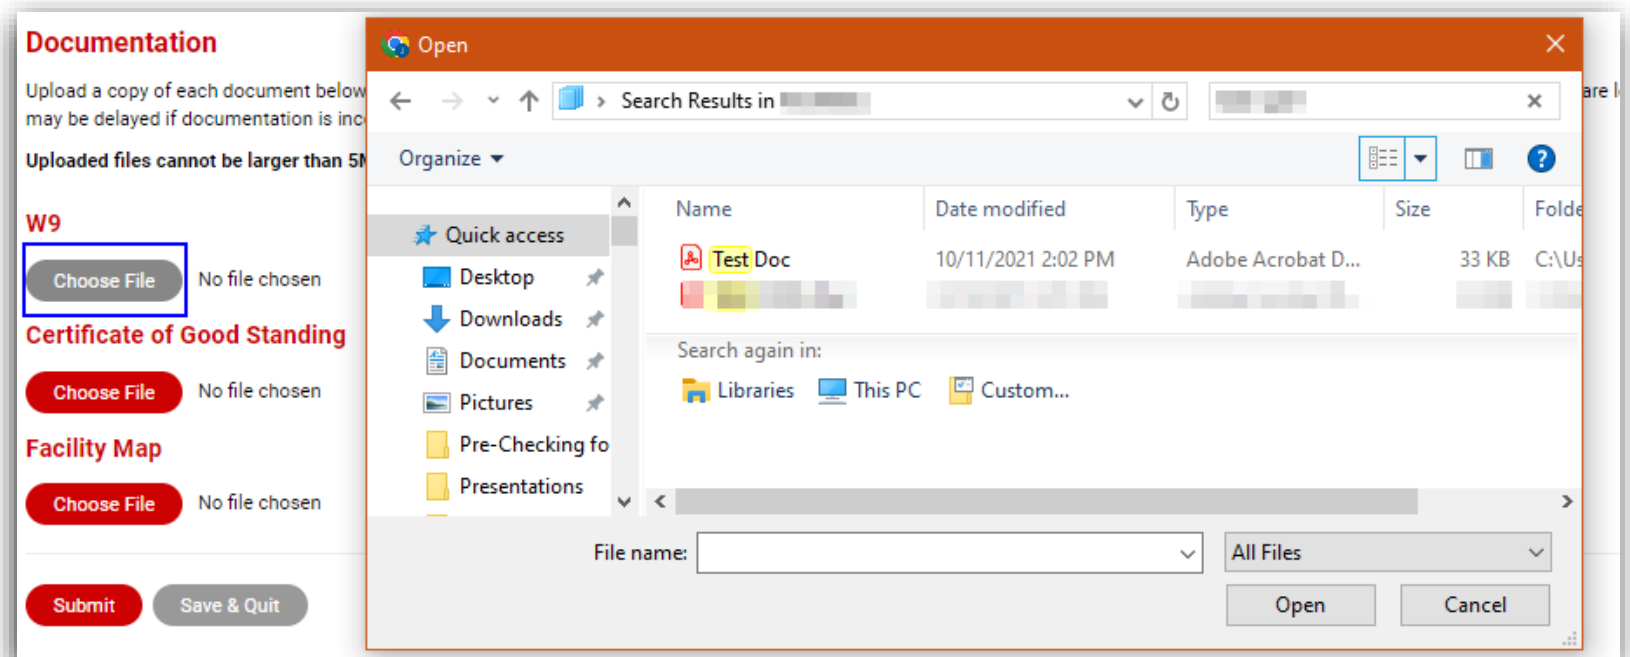 Documentation
Upload a copy of each document below
may be delayed if documentation is inc
Uploaded files cannot be larger than 5M
W9
Choose File No file chosen
Certificate of Good Standing
Choose File No file chosen
Facility Map
Choose File No file chosen
Submit Save & Quit
are l
Open
Search Results in
Organize
Quick access
Desktop
Downloads
Documents
Pictures
Pre-Checking fo
Presentations
Name Date modified Type Size Folde
Test Doc 10/11/2021 2:02 PM Adobe Acrobat D... 33 KB C:\Us
Search again in:
Libraries This PC Custom...
File name: All Files
Open Cancel